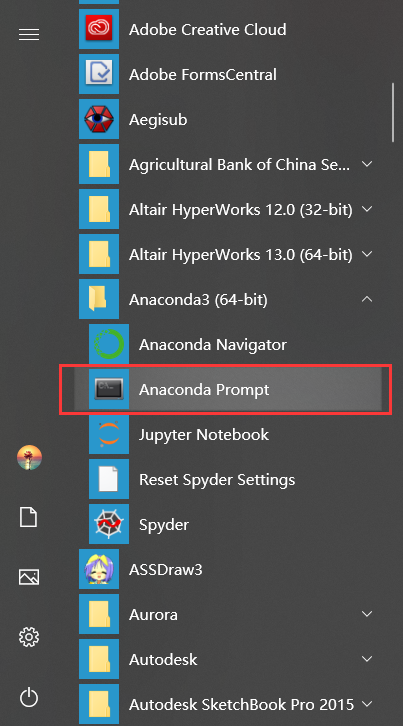 Adobe Creative Cloud
Adobe FormsCentral
Aegisub
Agricultural Bank of China Se...
Altair HyperWorks 12.0 (32-bit)
Altair HyperWorks 13.0 (64-bit)
Anaconda3 (64-bit)
Anaconda Navigator
Anaconda Prompt
Jupyter Notebook
Reset Spyder Settings
Spyder
ASSDraw3
Aurora
Autodesk
Autodesk SketchBook Pro 2015